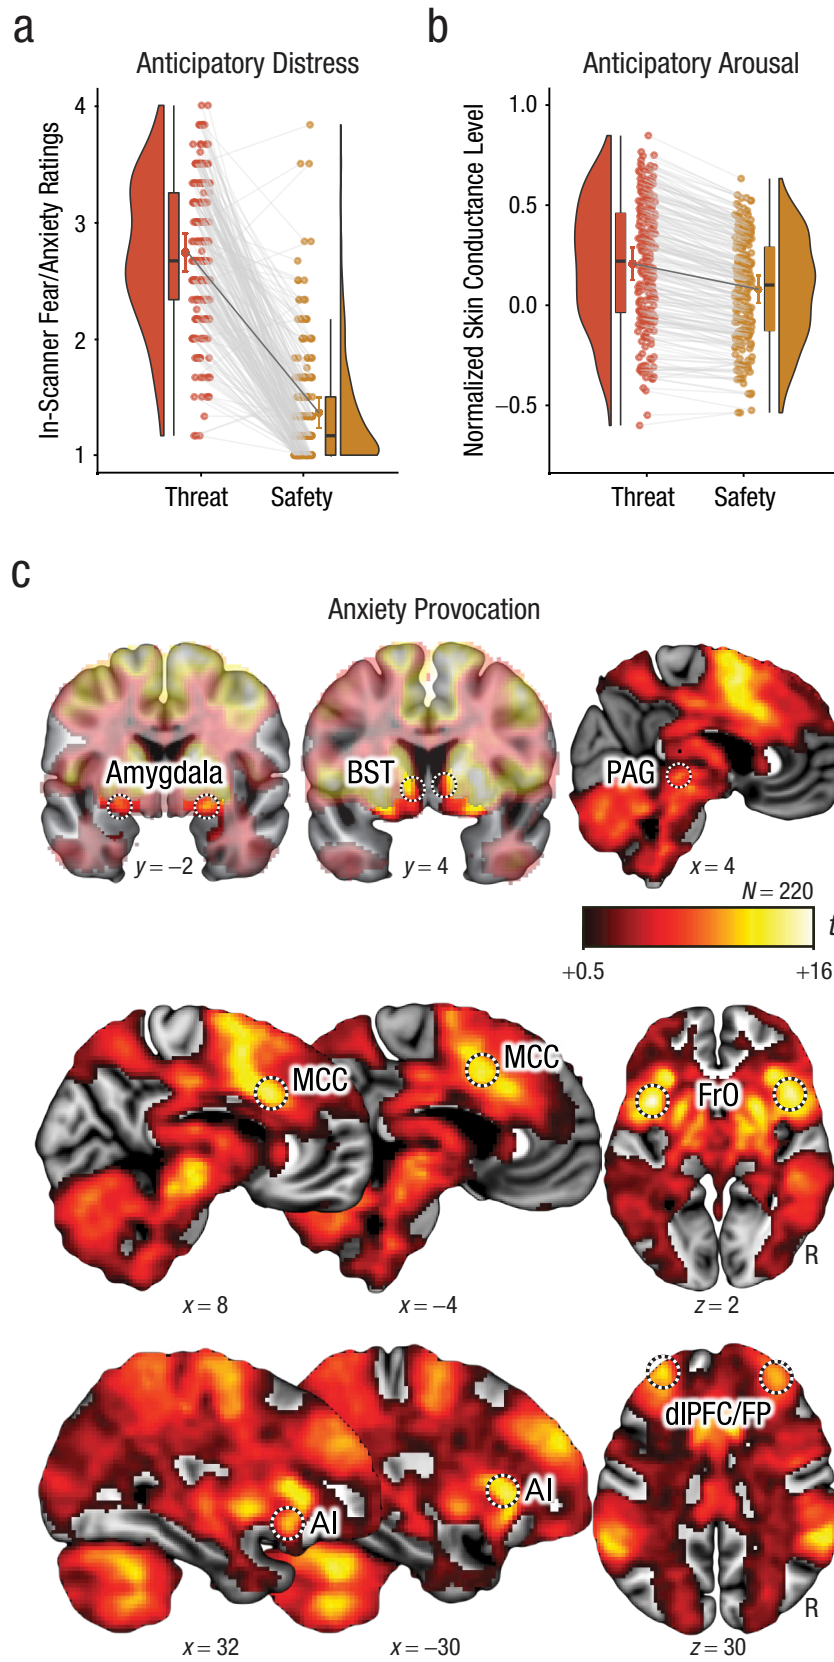 a
Anticipatory Distress
In-Scanner Fear/Anxiety Ratings
4
3
2
1
Threat
Safety
b
Anticipatory Arousal
Normalized Skin Conductance Level
1.0
0.5
0.0
−0.5
Threat
Safety
c
Anxiety Provocation
Amygdala
y = −2
BST
y = 4
PAG
x = 4
N = 220
t
+0.5
+16
MCC
x = 8
MCC
x = −4
FrO
R
z = 2
AI
x = 32
AI
x = −30
dlPFC/FP
R
z = 30